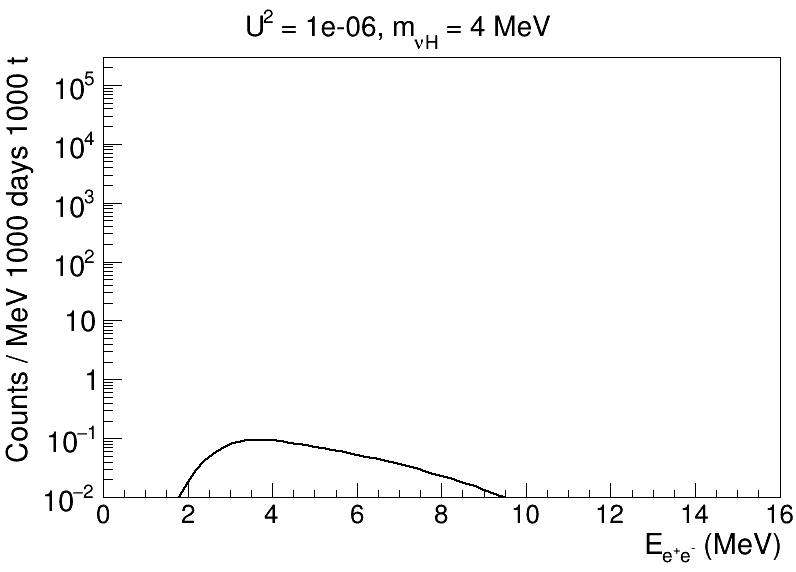 U² = 1e-06, m_νH = 4 MeV
Counts / MeV 1000 days 1000 t
10⁵
10⁴
10³
10²
10
1
10⁻¹
10⁻²
0 2 4 6 8 10 12 14 16
E_e⁺e⁻ (MeV)